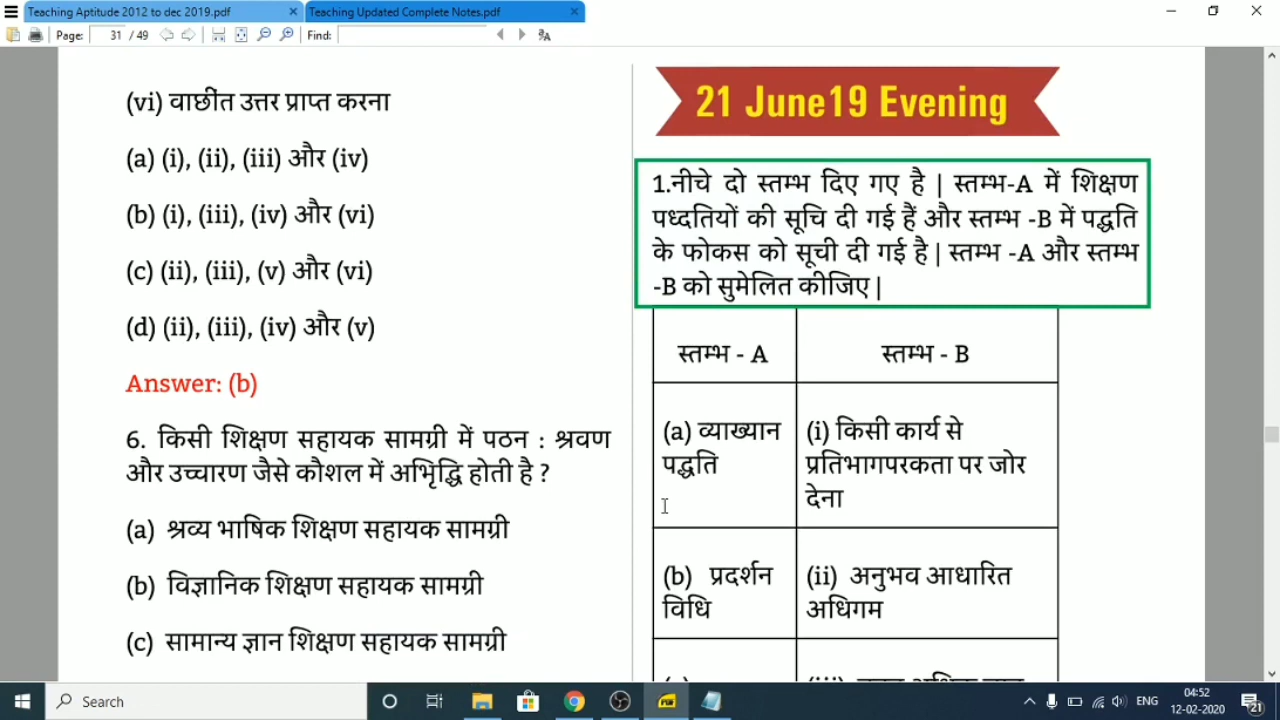 Teaching Aptitude 2012 to dec 2019.pdf
Teaching Updated Complete Notes.pdf
Page: 31 / 49 Find:
(vi) वाछींत उत्तर प्राप्त करना
(a) (i), (ii), (iii) और (iv)
(b) (i), (iii), (iv) और (vi)
(c) (ii), (iii), (v) और (vi)
(d) (ii), (iii), (iv) और (v)
Answer: (b)
6. किसी शिक्षण सहायक सामग्री में पठन : श्रवण
और उच्चारण जैसे कौशल में अभिृद्धि होती है ?
(a) श्रव्य भाषिक शिक्षण सहायक सामग्री
(b) विज्ञानिक शिक्षण सहायक सामग्री
(c) सामान्य ज्ञान शिक्षण सहायक सामग्री
21 June19 Evening
1.नीचे दो स्तम्भ दिए गए है | स्तम्भ-A में शिक्षण
पध्दतियों की सूचि दी गई हैं और स्तम्भ -B में पद्धति
के फोकस को सूची दी गई है | स्तम्भ -A और स्तम्भ
-B को सुमेलित कीजिए |
स्तम्भ - A
स्तम्भ - B
(a) व्याख्यान
पद्धति
(i) किसी कार्य से
प्रतिभागपरकता पर जोर
देना
(b) प्रदर्शन
विधि
(ii) अनुभव आधारित
अधिगम
Search
ENG
04:52
12-02-2020
21